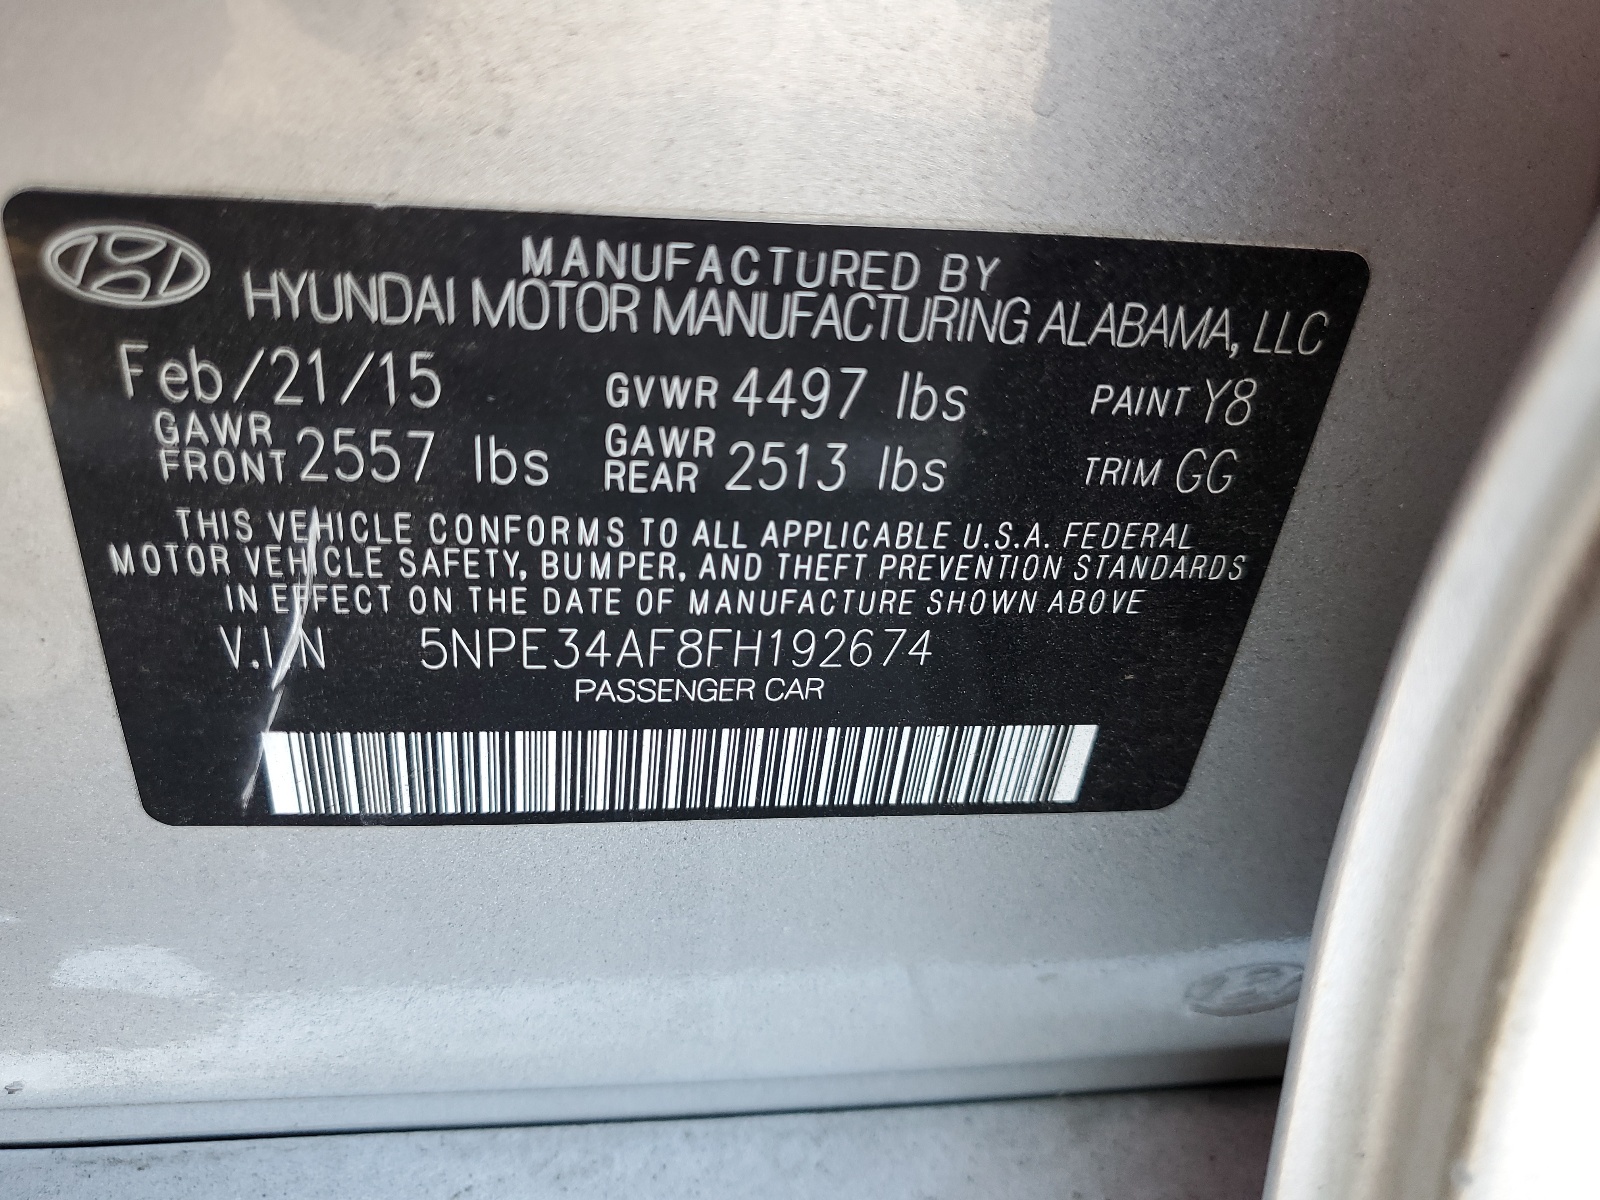 MANUFACTURED BY
HYUNDAI MOTOR MANUFACTURING ALABAMA, LLC
Feb/21/15 GVWR 4497 lbs PAINT Y8
GAWR FRONT 2557 lbs GAWR REAR 2513 lbs TRIM GG
THIS VEHICLE CONFORMS TO ALL APPLICABLE U.S.A. FEDERAL
MOTOR VEHICLE SAFETY, BUMPER, AND THEFT PREVENTION STANDARDS
IN EFFECT ON THE DATE OF MANUFACTURE SHOWN ABOVE
V.I.N 5NPE34AF8FH192674
PASSENGER CAR